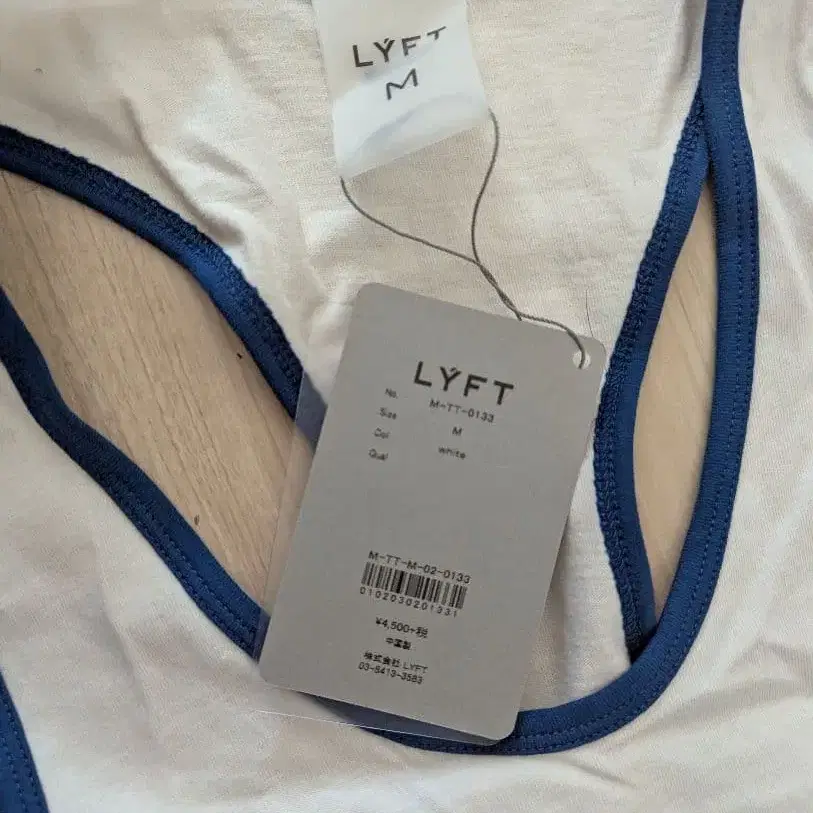 LÝFT
M
LÝFT
No. M-TT-0133
Size M
Col white
Qual
M-TT-M-02-0133
0102030201331
¥4,500+税
中国製
株式会社 LYFT
03-6413-3583